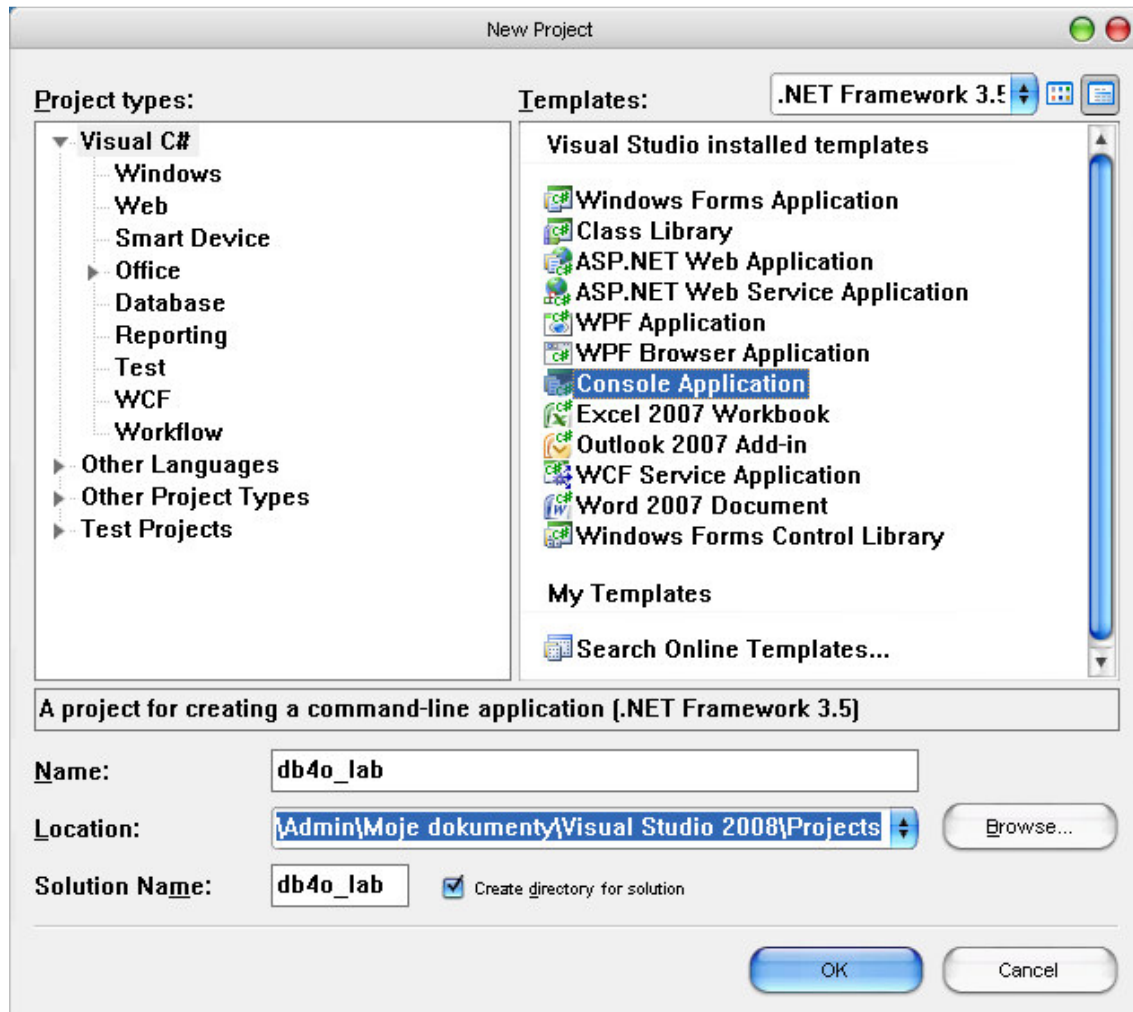 New Project
Project types:
Templates:
.NET Framework 3.5
Visual C#
Windows
Web
Smart Device
Office
Database
Reporting
Test
WCF
Workflow
Other Languages
Other Project Types
Test Projects
Visual Studio installed templates
Windows Forms Application
Class Library
ASP.NET Web Application
ASP.NET Web Service Application
WPF Application
WPF Browser Application
Console Application
Excel 2007 Workbook
Outlook 2007 Add-in
WCF Service Application
Word 2007 Document
Windows Forms Control Library
My Templates
Search Online Templates...
A project for creating a command-line application (.NET Framework 3.5)
Name:
db4o_lab
Location:
\Admin\Moje dokumenty\Visual Studio 2008\Projects
Browse...
Solution Name:
db4o_lab
Create directory for solution
OK
Cancel